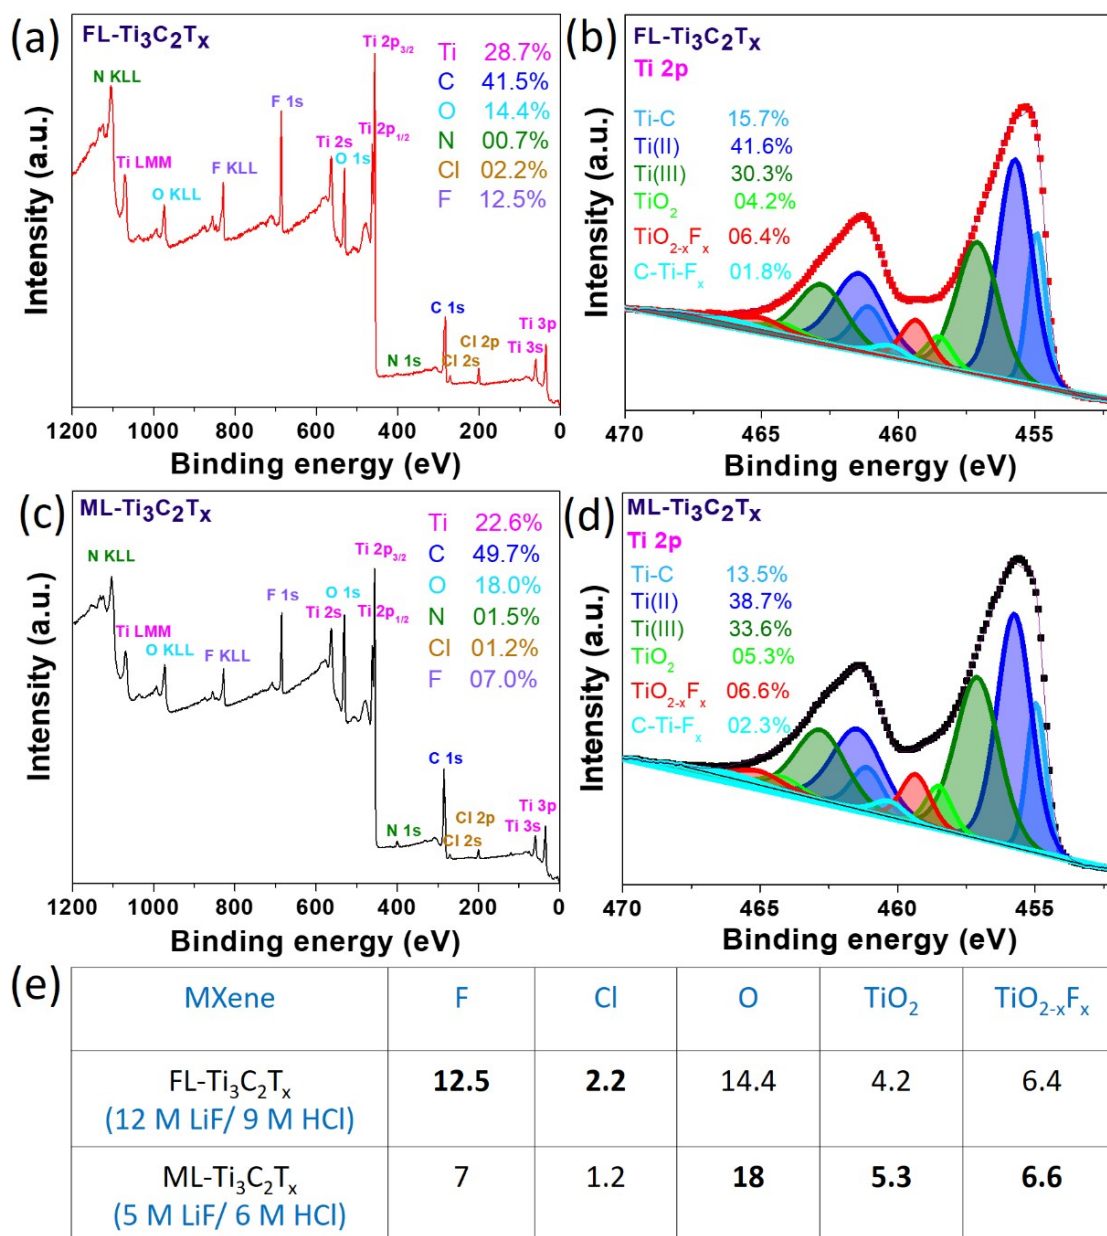 (a)
FL-Ti₃C₂Tₓ
Ti 28.7%
C 41.5%
O 14.4%
N 00.7%
Cl 02.2%
F 12.5%
N KLL
Ti LMM
O KLL
F KLL
F 1s
Ti 2s
O 1s
Ti 2p₃/₂
Ti 2p₁/₂
N 1s
C 1s
Cl 2s
Cl 2p
Ti 3s
Ti 3p
Intensity (a.u.)
1200 1000 800 600 400 200 0
Binding energy (eV)
(b)
FL-Ti₃C₂Tₓ
Ti 2p
Ti-C 15.7%
Ti(II) 41.6%
Ti(III) 30.3%
TiO₂ 04.2%
TiO₂₋ₓFₓ 06.4%
C-Ti-Fₓ 01.8%
Intensity (a.u.)
470 465 460 455
Binding energy (eV)
(c)
ML-Ti₃C₂Tₓ
Ti 22.6%
C 49.7%
O 18.0%
N 01.5%
Cl 01.2%
F 07.0%
N KLL
Ti LMM
O KLL
F KLL
F 1s
O 1s
Ti 2s
Ti 2p₃/₂
Ti 2p₁/₂
N 1s
C 1s
Cl 2p
Cl 2s
Ti 3p
Ti 3s
Intensity (a.u.)
1200 1000 800 600 400 200 0
Binding energy (eV)
(d)
ML-Ti₃C₂Tₓ
Ti 2p
Ti-C 13.5%
Ti(II) 38.7%
Ti(III) 33.6%
TiO₂ 05.3%
TiO₂₋ₓFₓ 06.6%
C-Ti-Fₓ 02.3%
Intensity (a.u.)
470 465 460 455
Binding energy (eV)
(e)
MXene F Cl O TiO₂ TiO₂₋ₓFₓ
FL-Ti₃C₂Tₓ 12.5 2.2 14.4 4.2 6.4
(12 M LiF/ 9 M HCl)
ML-Ti₃C₂Tₓ 7 1.2 18 5.3 6.6
(5 M LiF/ 6 M HCl)